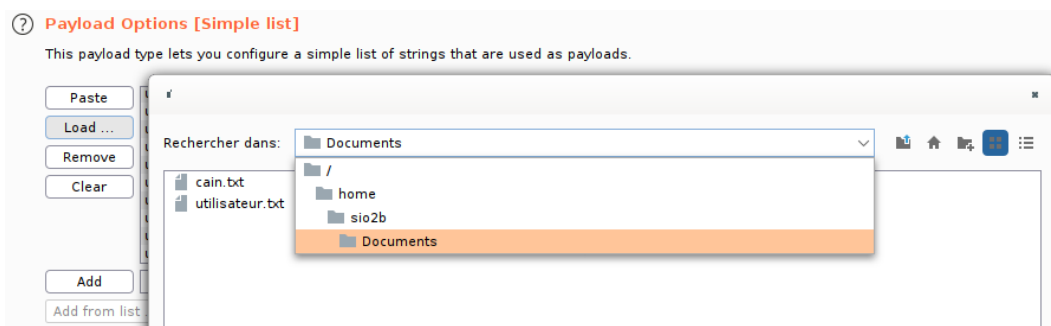 Payload Options [Simple list]
This payload type lets you configure a simple list of strings that are used as payloads.
Paste
Load ...
Rechercher dans:
Documents
Remove
/
Clear
cain.txt
home
utilisateur.txt
sio2b
Documents
Add
Add from list